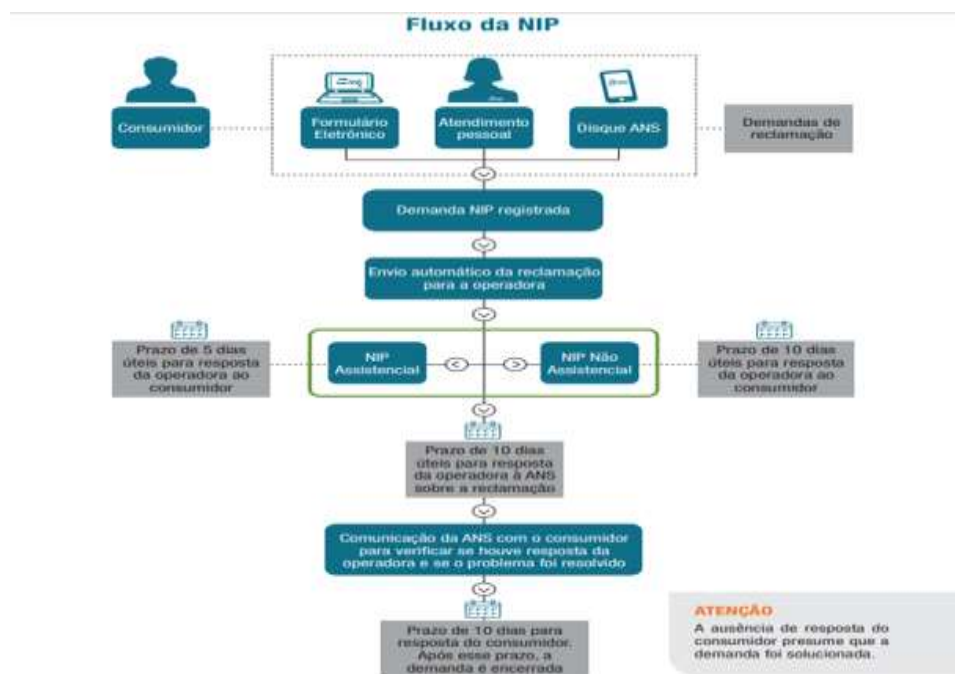 Fluxo da NIP
Consumidor
Formulário
Eletrônico
Atendimento
pessoal
Disque ANS
Demandas de
reclamação
Demanda NIP registrada
Envio automático da reclamação
para a operadora
Prazo de 5 dias
úteis para resposta
da operadora ao
consumidor
NIP
Assistencial
NIP Não
Assistencial
Prazo de 10 dias
úteis para resposta
da operadora ao
consumidor
Prazo de 10 dias
úteis para resposta
da operadora à ANS
sobre a reclamação
Comunicação da ANS com o consumidor
para verificar se houve resposta da
operadora e se o problema foi resolvido
Prazo de 10 dias para
resposta do consumidor.
Após esse prazo, a
demanda é encerrada
ATENÇÃO
A ausência de resposta do
consumidor presume que a
demanda foi solucionada.